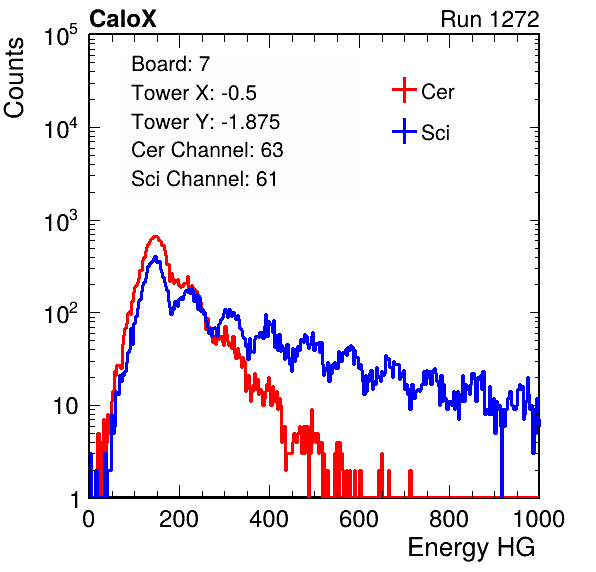 CaloX Run 1272
Counts
10^5
10^4
10^3
10^2
10
1
Board: 7
Tower X: -0.5
Tower Y: -1.875
Cer Channel: 63
Sci Channel: 61
Cer
Sci
0 200 400 600 800 1000
Energy HG